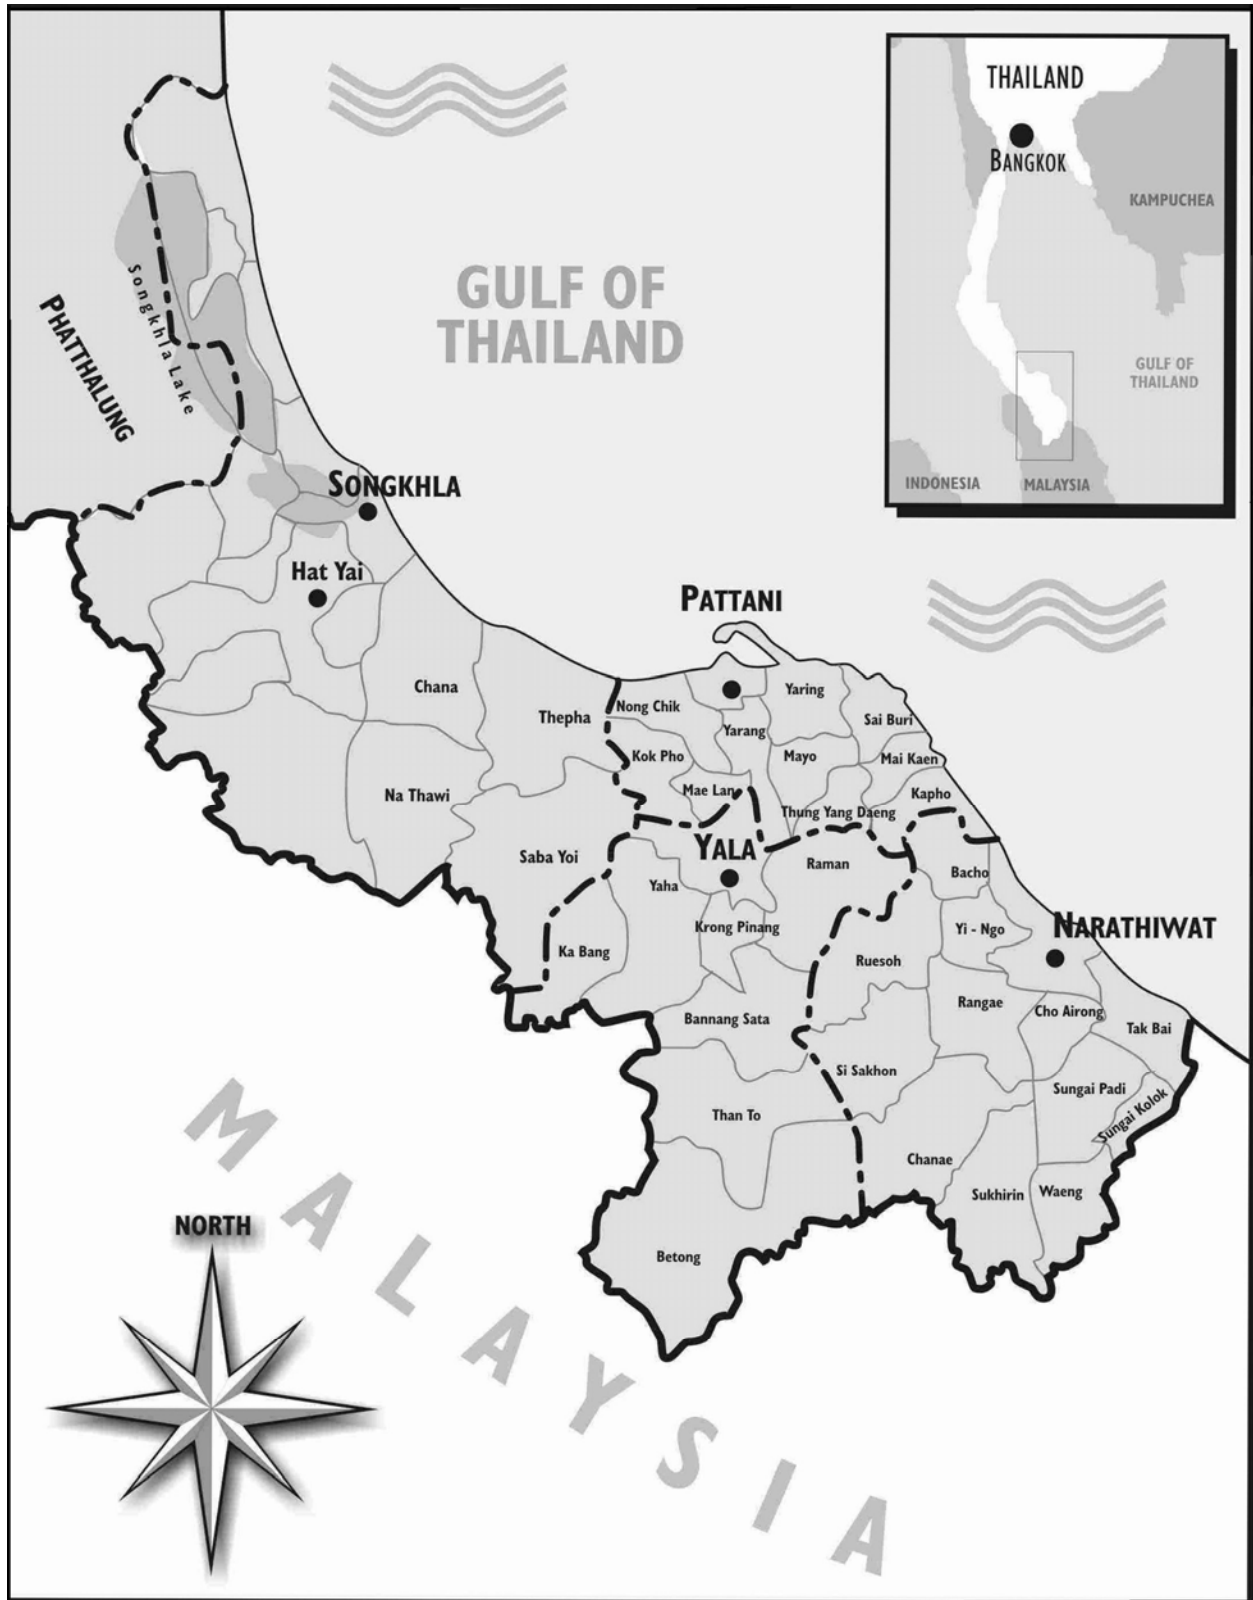 THAILAND
BANGKOK
KAMPUCHEA
GULF OF
THAILAND
INDONESIA
MALAYSIA
GULF OF
THAILAND
Songkhla Lake
PHATTHALUNG
SONGKHLA
Hat Yai
PATTANI
Chana
Thepha
Nong Chik
Yaring
Sai Buri
Yarang
Kok Pho
Mayo
Mai Kaen
Na Thawi
Mae Lan
Kapho
Thung Yang Daeng
Saba Yoi
YALA
Raman
Bacho
Yaha
Krong Pinang
Yi - Ngo
NARATHIWAT
Ka Bang
Ruesoh
Rangae
Cho Airong
Bannang Sata
Tak Bai
Si Sakhon
Sungai Padi
Than To
Sungai Kolok
Chanae
Sukhirin
Waeng
Betong
MALAYSIA
NORTH